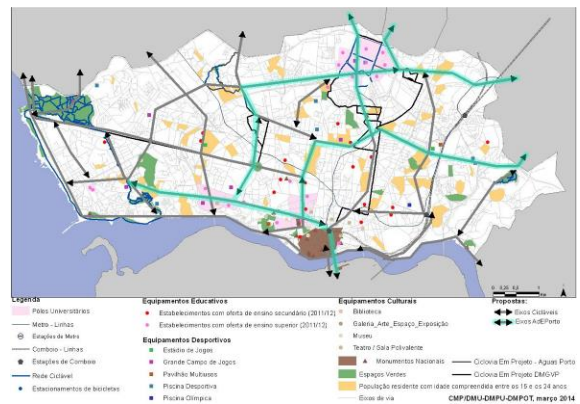 Legenda
Pólos Universitários
Metro - Linhas
Estações de Metro
Comboio - Linhas
Estações de Comboio
Rede Ciclável
Estacionamentos de bicicletas
Equipamentos Educativos
Estabelecimentos com oferta de ensino secundário (2011/12)
Estabelecimentos com oferta de ensino superior (2011/12)
Equipamentos Desportivos
Estádio de Jogos
Grande Campo de Jogos
Pavilhão Multiusos
Piscina Desportiva
Piscina Olímpica
Equipamentos Culturais
Biblioteca
Galeria_Arte_Espaço_Exposição
Museu
Teatro / Sala Polivalente
Monumentos Nacionais
Espaços Verdes
População residente com idade compreendida entre os 15 e os 24 anos
Eixos de via
Propostas:
Eixos Cicláveis
Eixos AdEPorto
Ciclovia Em Projeto - Aguas Porto
Ciclovia Em Projeto DMGVP
CMP/DMU-DMPU-DMPOT, março 2014